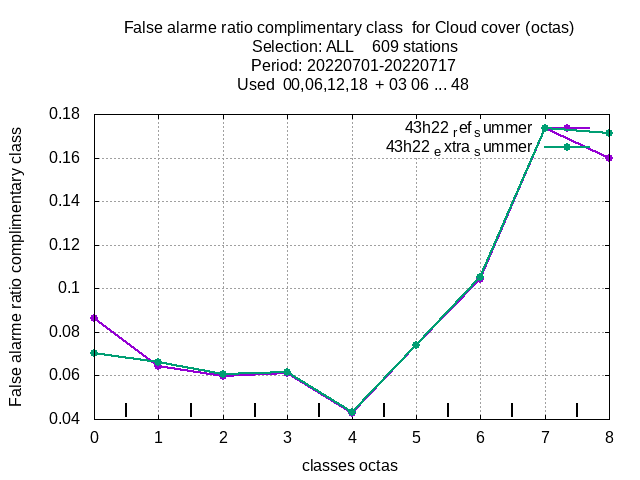 False alarme ratio complimentary class for Cloud cover (octas)
Selection: ALL 609 stations
Period: 20220701-20220717
Used 00,06,12,18 + 03 06 ... 48
43h22 ref summer
43h22 extra summer
False alarme ratio complimentary class
0.18
0.16
0.14
0.12
0.1
0.08
0.06
0.04
0 1 2 3 4 5 6 7 8
classes octas